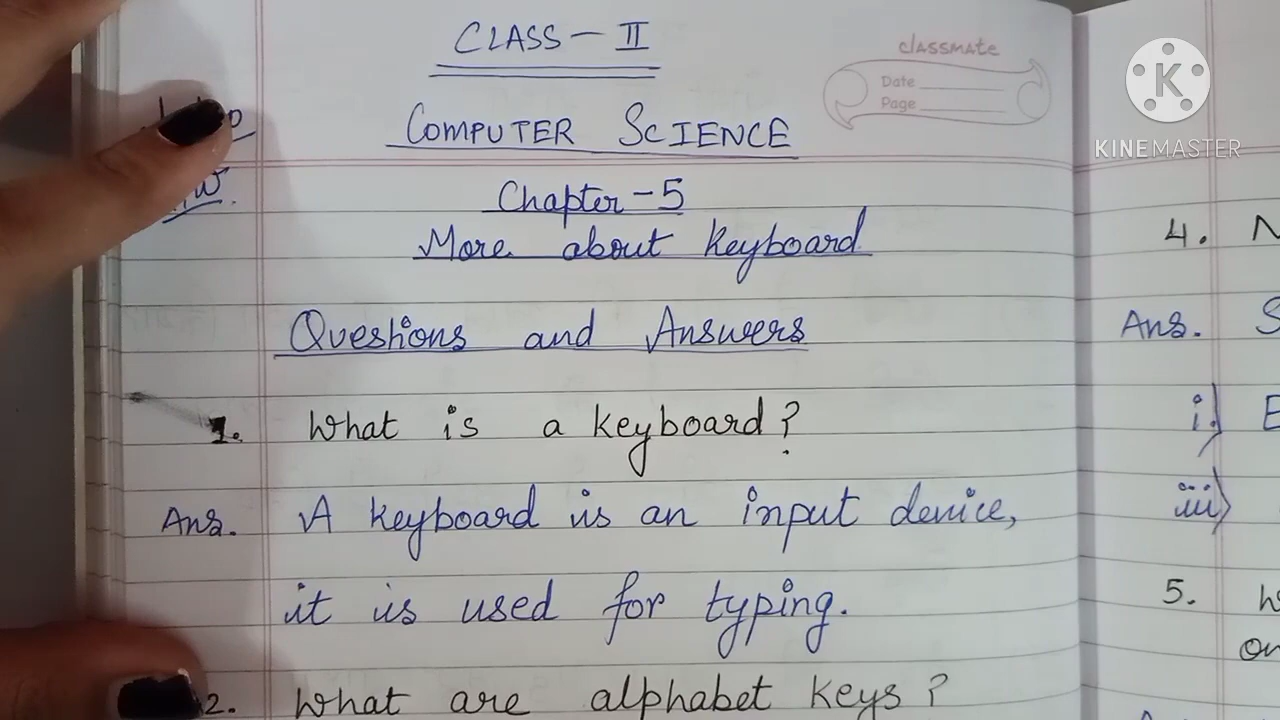 CLASS - II
classmate
Date
Page
K
KINEMASTER
COMPUTER SCIENCE
W.
Chapter - 5
More about keyboard
Questions and Answers
1. What is a keyboard?
Ans. A keyboard is an input device,
it is used for typing.
2. What are alphabet keys?
4. N
Ans. S
i) E
iii)
5.